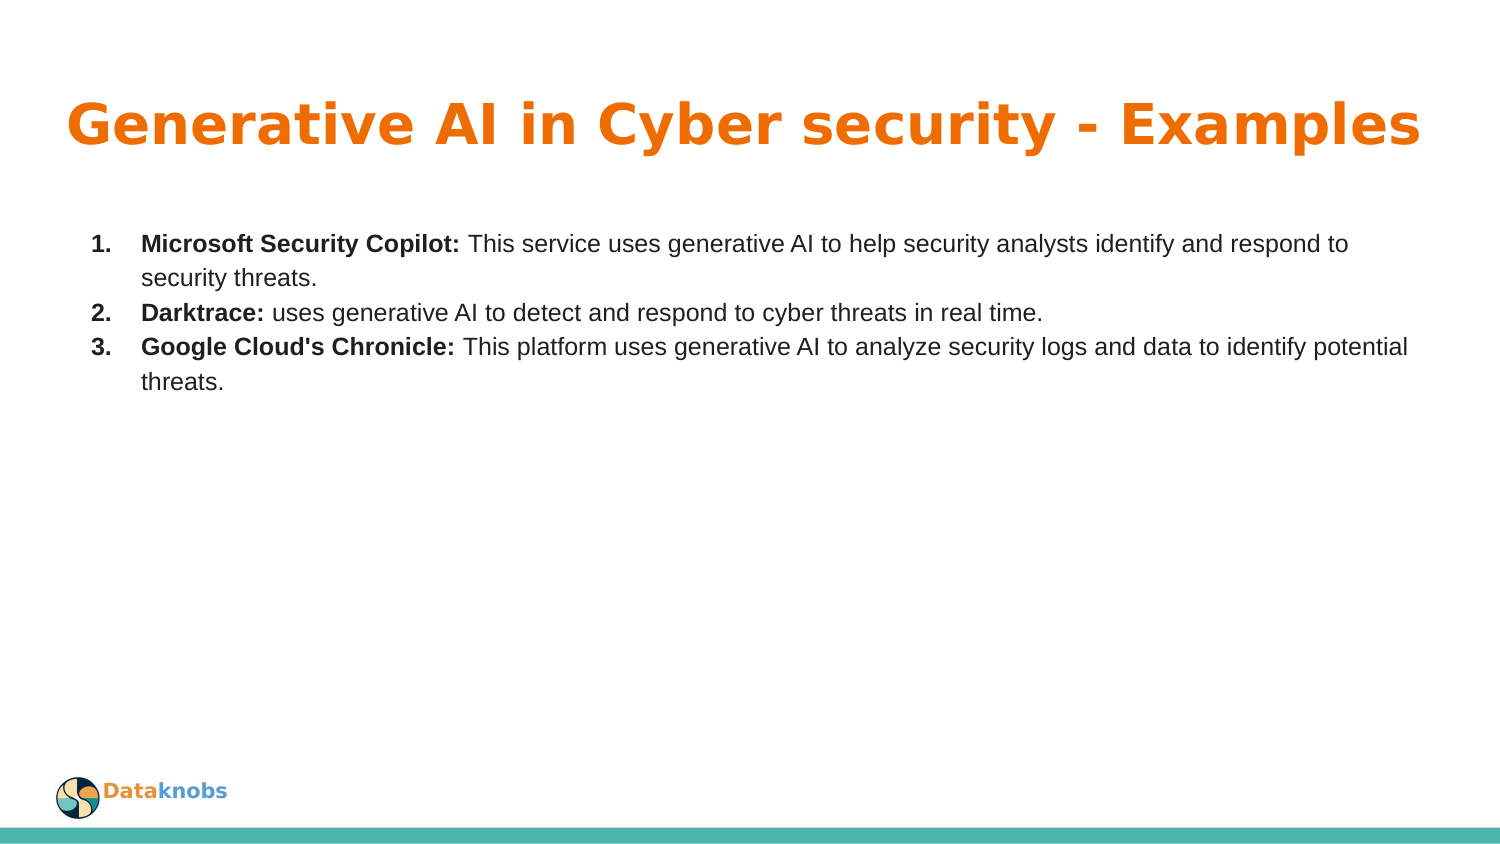 Generative AI in Cyber security - Examples
1. Microsoft Security Copilot: This service uses generative AI to help security analysts identify and respond to
security threats.
2. Darktrace: uses generative AI to detect and respond to cyber threats in real time.
3. Google Cloud's Chronicle: This platform uses generative AI to analyze security logs and data to identify potential
threats.
Dataknobs